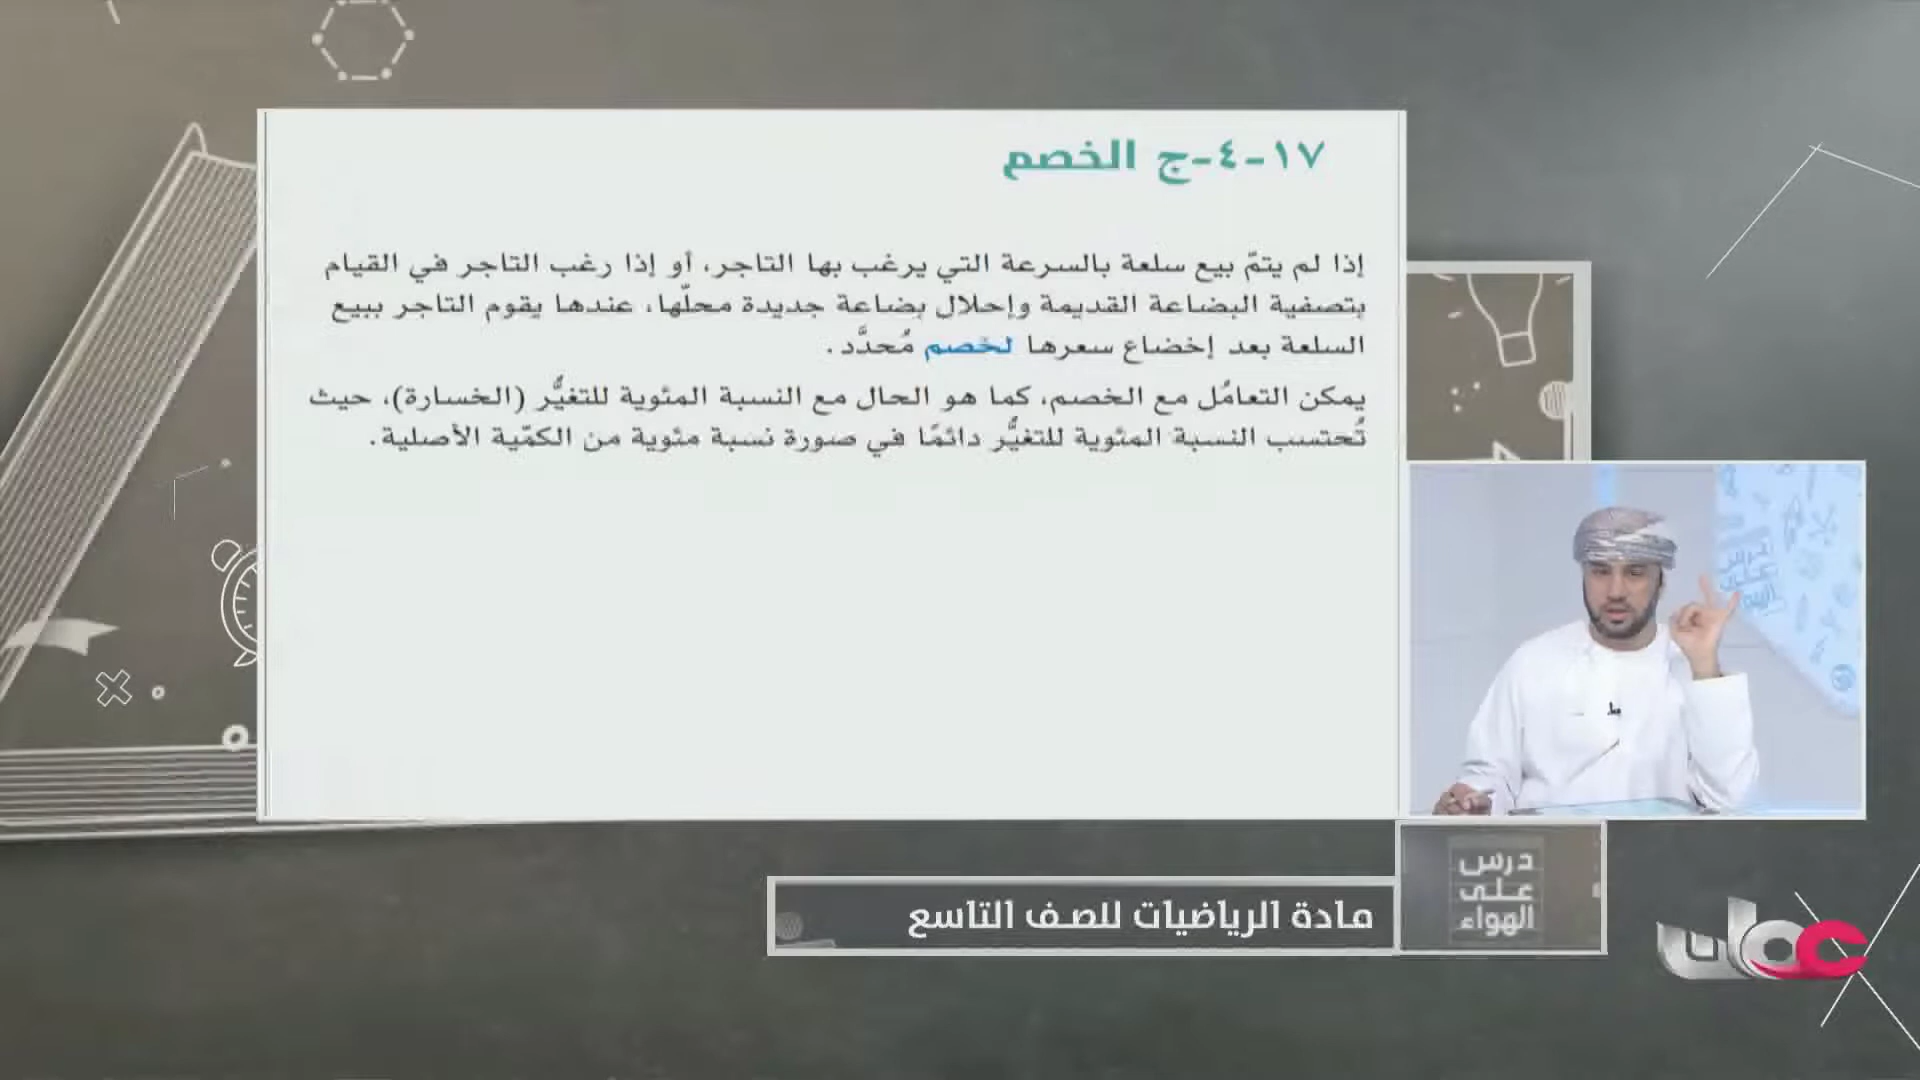 ١٧-٤-ج الخصم
إذا لم يتمّ بيع سلعة بالسرعة التي يرغب بها التاجر، أو إذا رغب التاجر في القيام
بتصفية البضاعة القديمة وإحلال بضاعة جديدة محلّها، عندها يقوم التاجر ببيع
السلعة بعد إخضاع سعرها لخصم مُحدَّد.
يمكن التعامُل مع الخصم، كما هو الحال مع النسبة المئوية للتغيُّر (الخسارة)، حيث
تُحتسب النسبة المئوية للتغيُّر دائمًا في صورة نسبة مئوية من الكمّية الأصلية.
درس
على
الهواء
مادة الرياضيات للصف التاسع
درس
على
الهواء
عمان